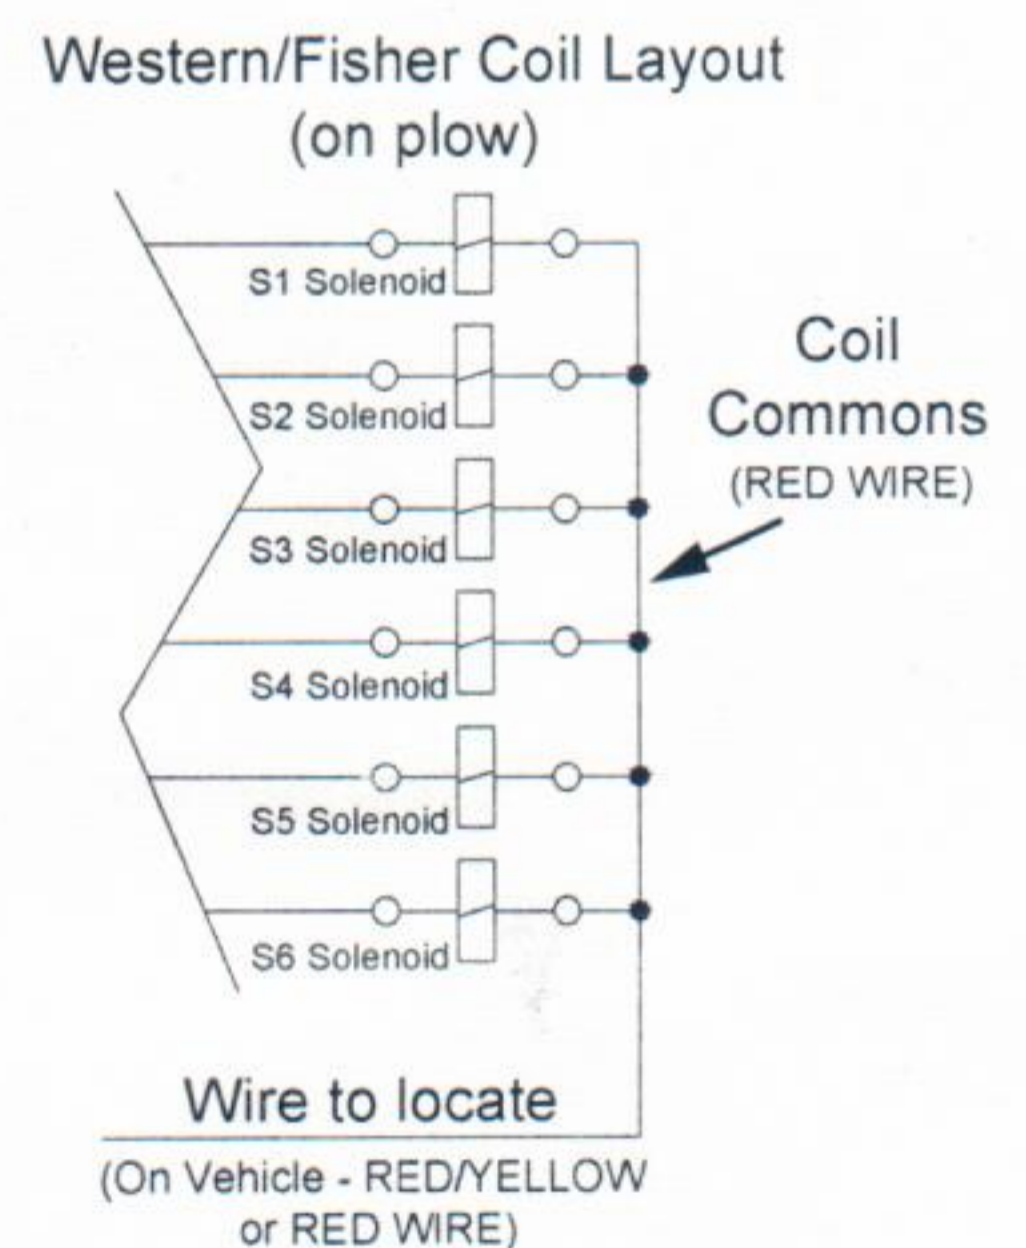 Western/Fisher Coil Layout
(on plow)
S1 Solenoid
S2 Solenoid
S3 Solenoid
S4 Solenoid
S5 Solenoid
S6 Solenoid
Coil
Commons
(RED WIRE)
Wire to locate
(On Vehicle - RED/YELLOW
or RED WIRE)